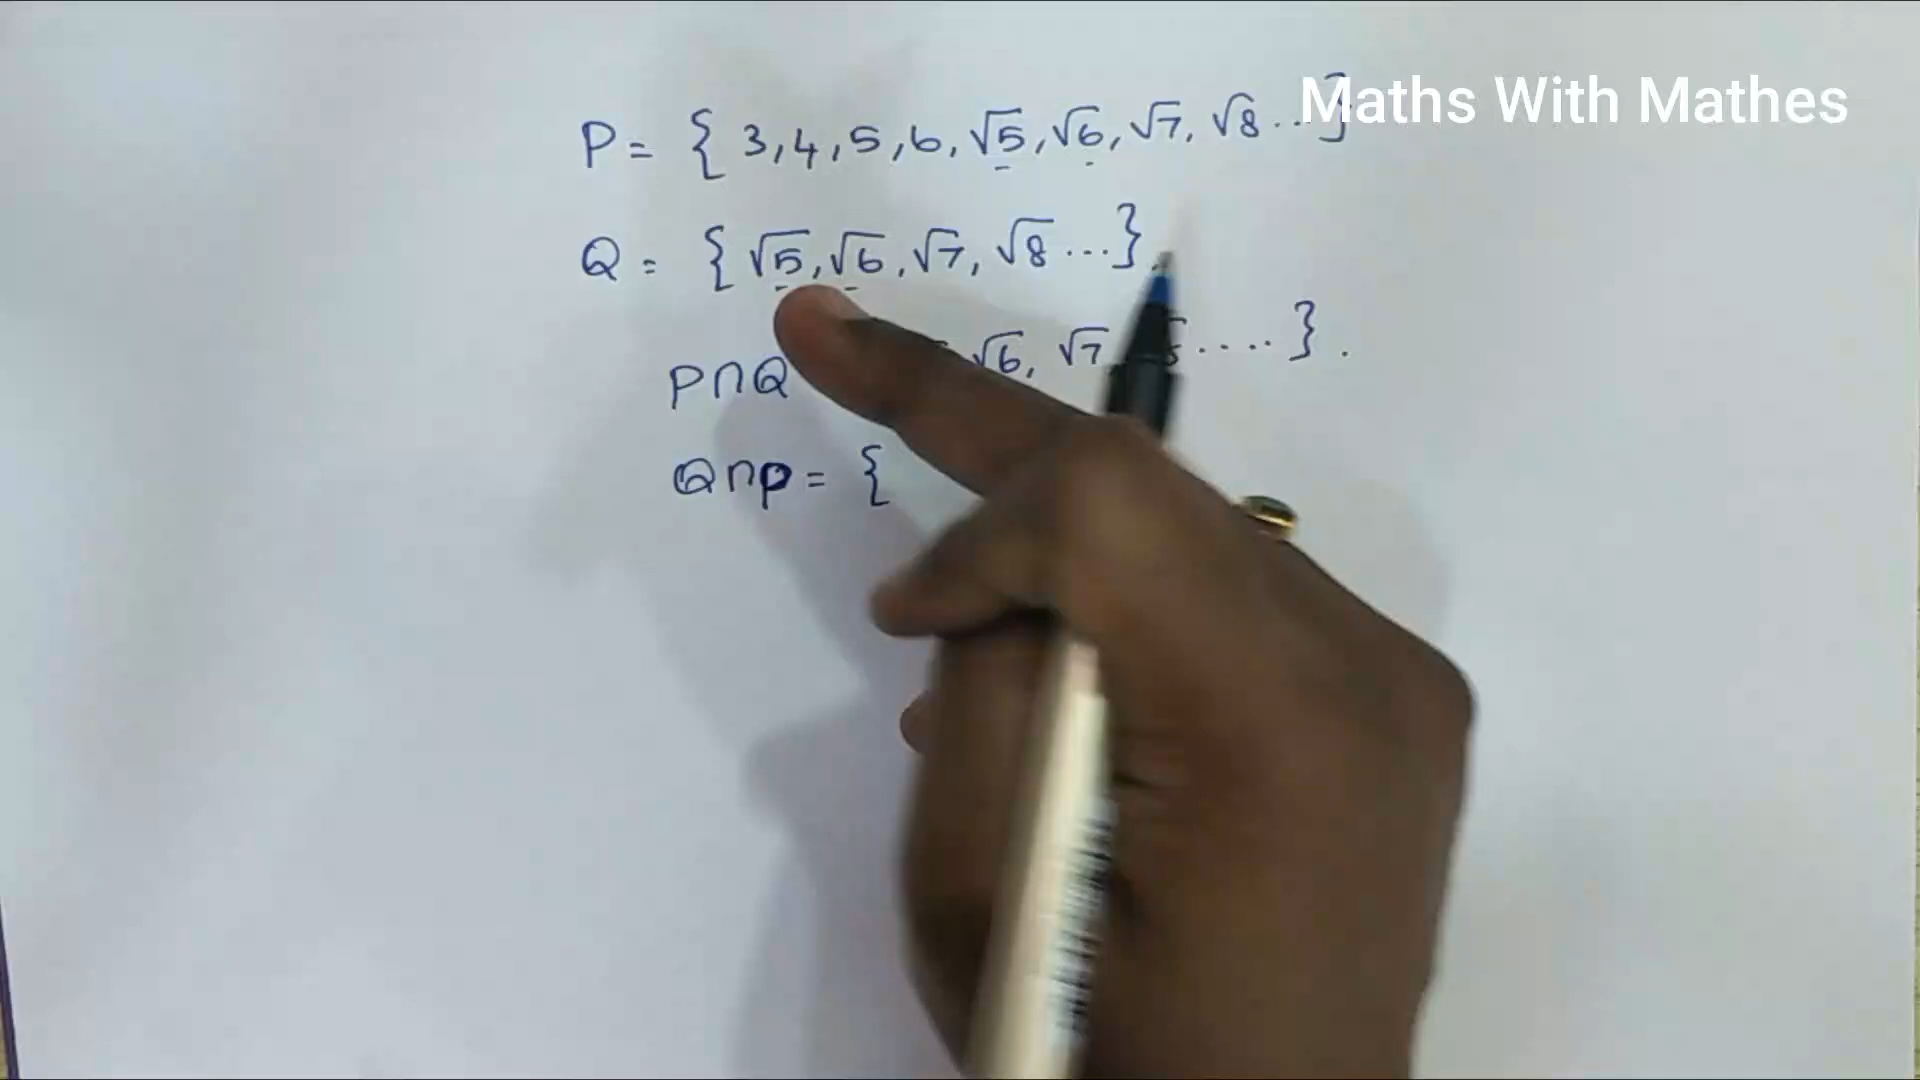 Maths With Mathes
P = { 3, 4, 5, 6, √5, √6, √7, √8 ... }
Q = { √5, √6, √7, √8 ... }.
P∩Q √6, √7 .... }.
Q∩P = {